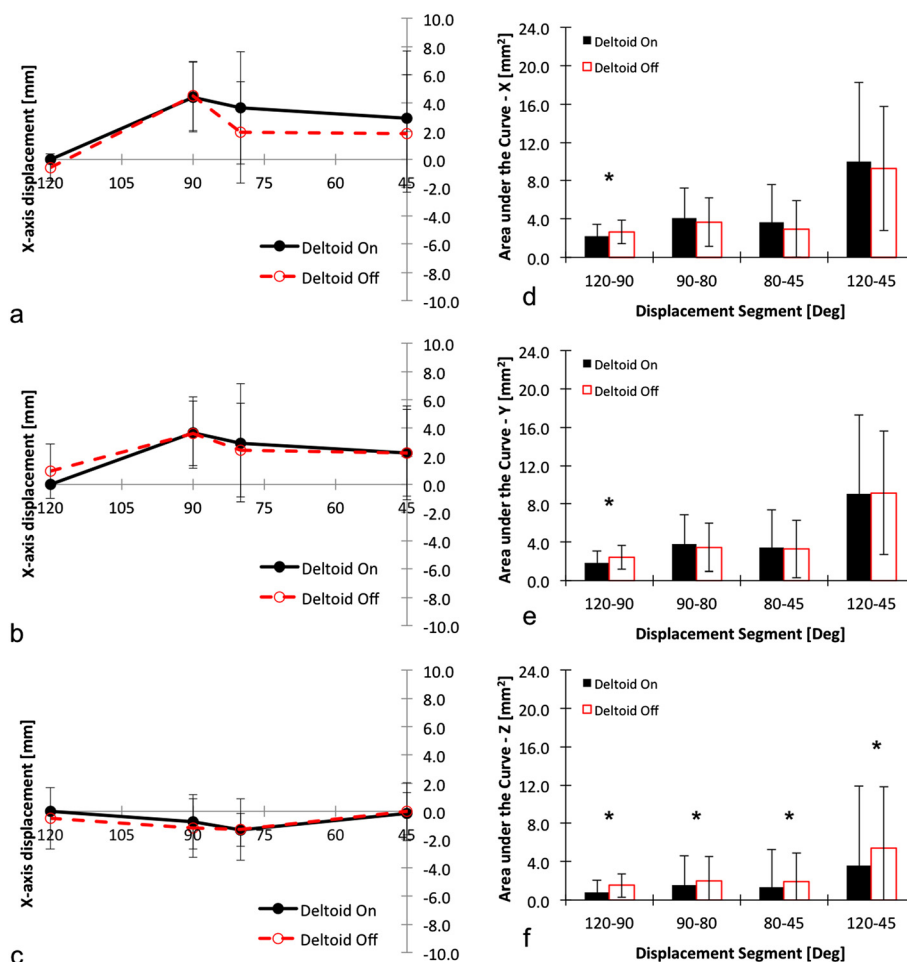 10.0
8.0
6.0
4.0
2.0
0.0
-2.0
-4.0
-6.0
-8.0
-10.0
120 105 90 75 60 45
X-axis displacement [mm]
Deltoid On
Deltoid Off
a
24.0
20.0
16.0
12.0
8.0
4.0
0.0
Area under the Curve - X [mm²]
Deltoid On
Deltoid Off
*
120-90 90-80 80-45 120-45
Displacement Segment [Deg]
d
10.0
8.0
6.0
4.0
2.0
0.0
-2.0
-4.0
-6.0
-8.0
-10.0
120 105 90 75 60 45
X-axis displacement [mm]
Deltoid On
Deltoid Off
b
24.0
20.0
16.0
12.0
8.0
4.0
0.0
Area under the Curve - Y [mm²]
Deltoid On
Deltoid Off
*
120-90 90-80 80-45 120-45
Displacement Segment [Deg]
e
10.0
8.0
6.0
4.0
2.0
0.0
-2.0
-4.0
-6.0
-8.0
-10.0
120 105 90 75 60 45
X-axis displacement [mm]
Deltoid On
Deltoid Off
c
24.0
20.0
16.0
12.0
8.0
4.0
0.0
Area under the Curve - Z [mm²]
Deltoid On
Deltoid Off
* * * *
120-90 90-80 80-45 120-45
Displacement Segment [Deg]
f